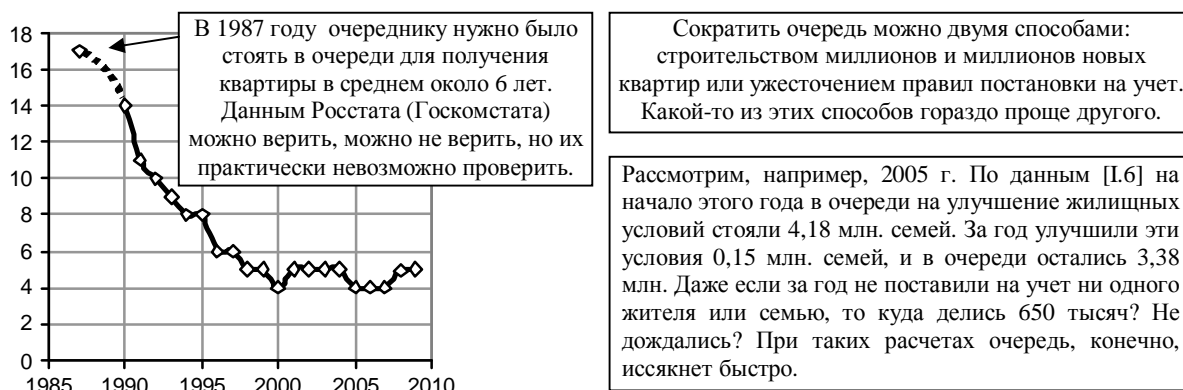 В 1987 году очереднику нужно было
стоять в очереди для получения
квартиры в среднем около 6 лет.
Данным Росстата (Госкомстата)
можно верить, можно не верить, но их
практически невозможно проверить.
Сократить очередь можно двумя способами:
строительством миллионов и миллионов новых
квартир или ужесточением правил постановки на учет.
Какой-то из этих способов гораздо проще другого.
Рассмотрим, например, 2005 г. По данным [I.6] на
начало этого года в очереди на улучшение жилищных
условий стояли 4,18 млн. семей. За год улучшили эти
условия 0,15 млн. семей, и в очереди остались 3,38
млн. Даже если за год не поставили на учет ни одного
жителя или семью, то куда делись 650 тысяч? Не
дождались? При таких расчетах очередь, конечно,
иссякнет быстро.
18
16
14
12
10
8
6
4
2
0
1985 1990 1995 2000 2005 2010